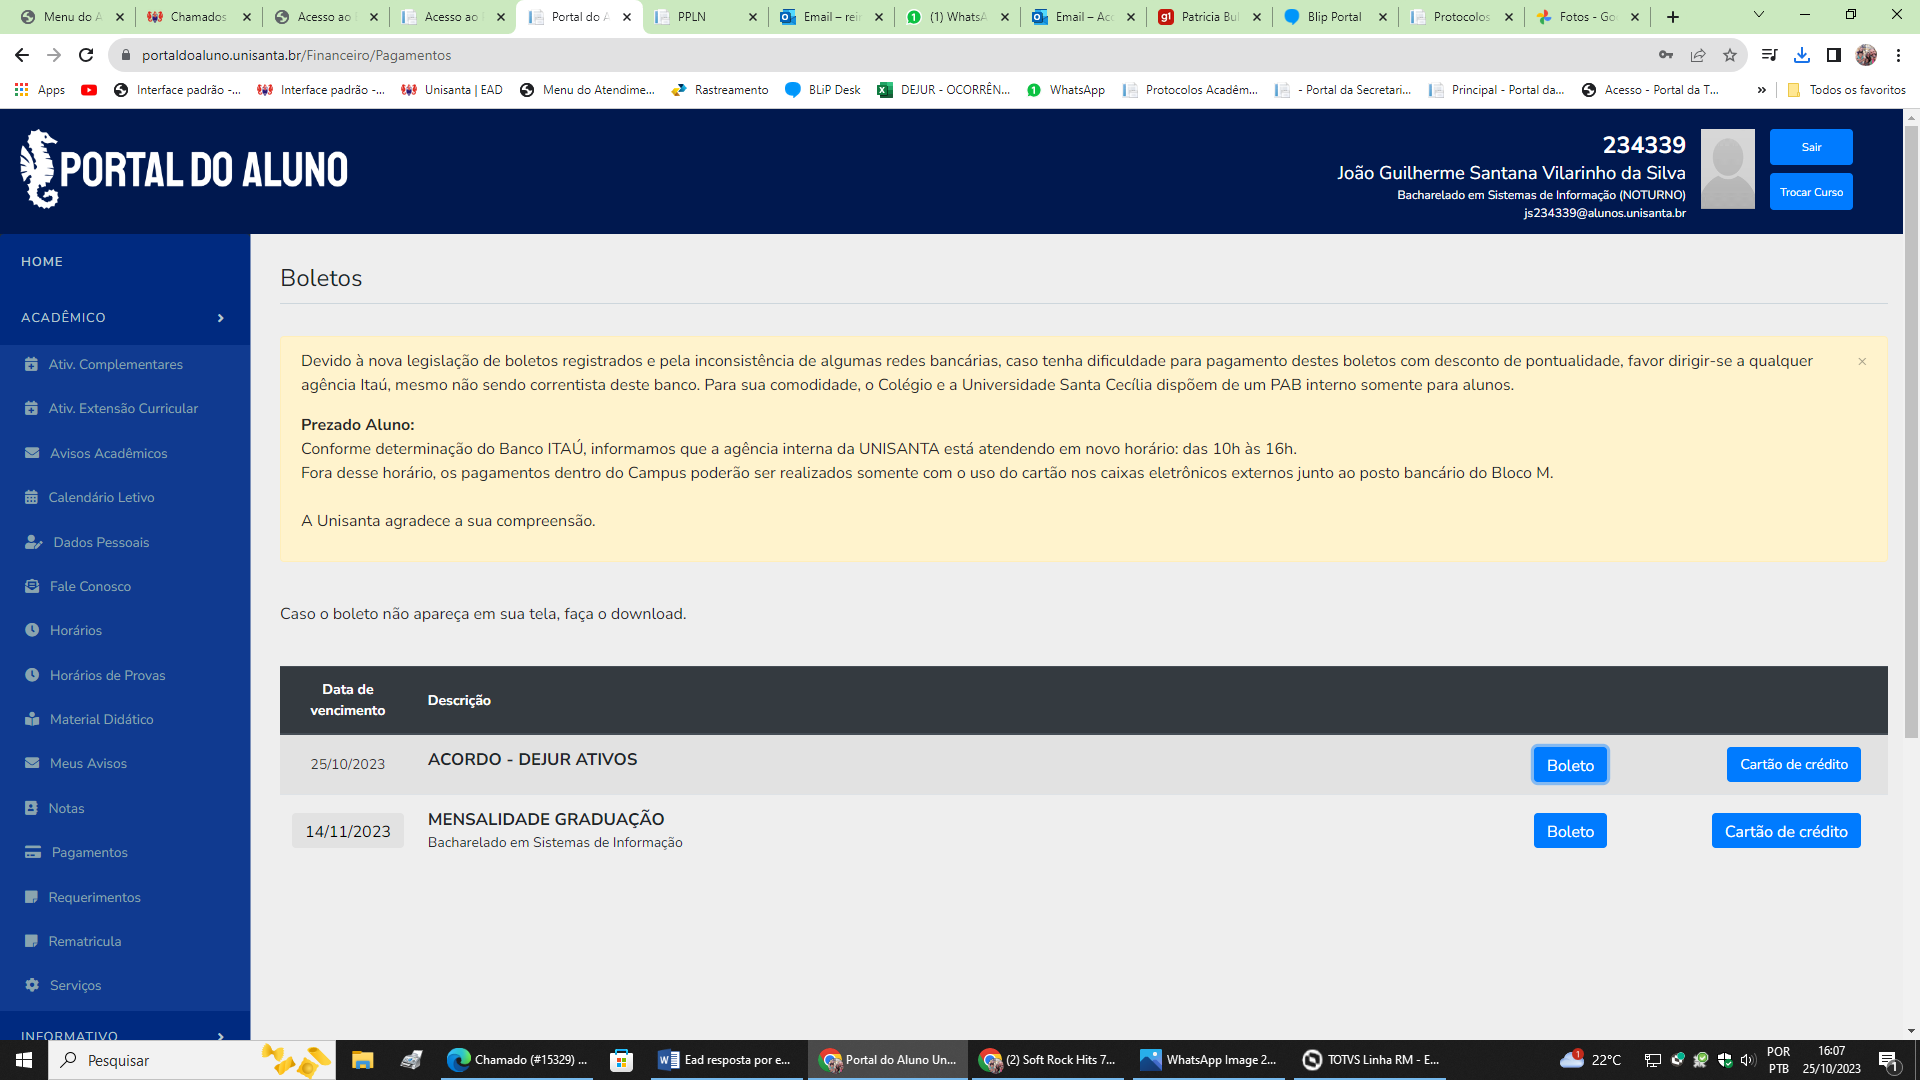 Menu do A
Chamados
Acesso ao
Acesso ao
Portal do A
PPLN
Email – rei
(1) WhatsA
Email – Acc
Patricia Bul
Blip Portal
Protocolos
Fotos - Go
portaldoaluno.unisanta.br/Financeiro/Pagamentos
Apps
Interface padrão -...
Interface padrão -...
Unisanta | EAD
Menu do Atendime...
Rastreamento
BLiP Desk
DEJUR - OCORRÊN...
WhatsApp
Protocolos Acadêm...
- Portal da Secretari...
Principal - Portal da...
Acesso - Portal da T...
»
Todos os favoritos
PORTAL DO ALUNO
234339
João Guilherme Santana Vilarinho da Silva
Bacharelado em Sistemas de Informação (NOTURNO)
js234339@alunos.unisanta.br
Sair
Trocar Curso
HOME
ACADÊMICO
Ativ. Complementares
Ativ. Extensão Curricular
Avisos Acadêmicos
Calendário Letivo
Dados Pessoais
Fale Conosco
Horários
Horários de Provas
Material Didático
Meus Avisos
Notas
Pagamentos
Requerimentos
Rematricula
Serviços
INFORMATIVO
Boletos
Devido à nova legislação de boletos registrados e pela inconsistência de algumas redes bancárias, caso tenha dificuldade para pagamento destes boletos com desconto de pontualidade, favor dirigir-se a qualquer
agência Itaú, mesmo não sendo correntista deste banco. Para sua comodidade, o Colégio e a Universidade Santa Cecília dispõem de um PAB interno somente para alunos.
×
Prezado Aluno:
Conforme determinação do Banco ITAÚ, informamos que a agência interna da UNISANTA está atendendo em novo horário: das 10h às 16h.
Fora desse horário, os pagamentos dentro do Campus poderão ser realizados somente com o uso do cartão nos caixas eletrônicos externos junto ao posto bancário do Bloco M.
A Unisanta agradece a sua compreensão.
Caso o boleto não apareça em sua tela, faça o download.
Data de
vencimento
Descrição
25/10/2023
ACORDO - DEJUR ATIVOS
Boleto
Cartão de crédito
14/11/2023
MENSALIDADE GRADUAÇÃO
Bacharelado em Sistemas de Informação
Boleto
Cartão de crédito
Pesquisar
Chamado (#15329) ...
Ead resposta por e...
Portal do Aluno Un...
(2) Soft Rock Hits 7...
WhatsApp Image 2...
TOTVS Linha RM - E...
1
22°C
POR
PTB
16:07
25/10/2023
1